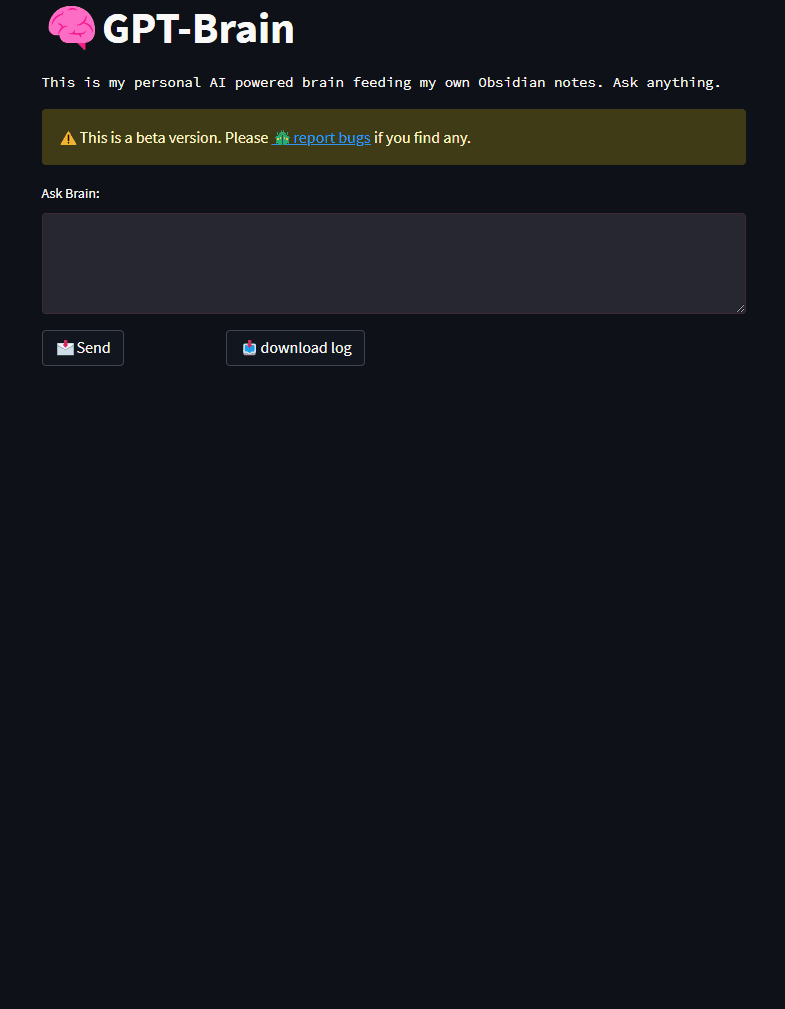 GPT-Brain
This is my personal AI powered brain feeding my own Obsidian notes. Ask anything.
This is a beta version. Please report bugs if you find any.
Ask Brain:
Send
download log